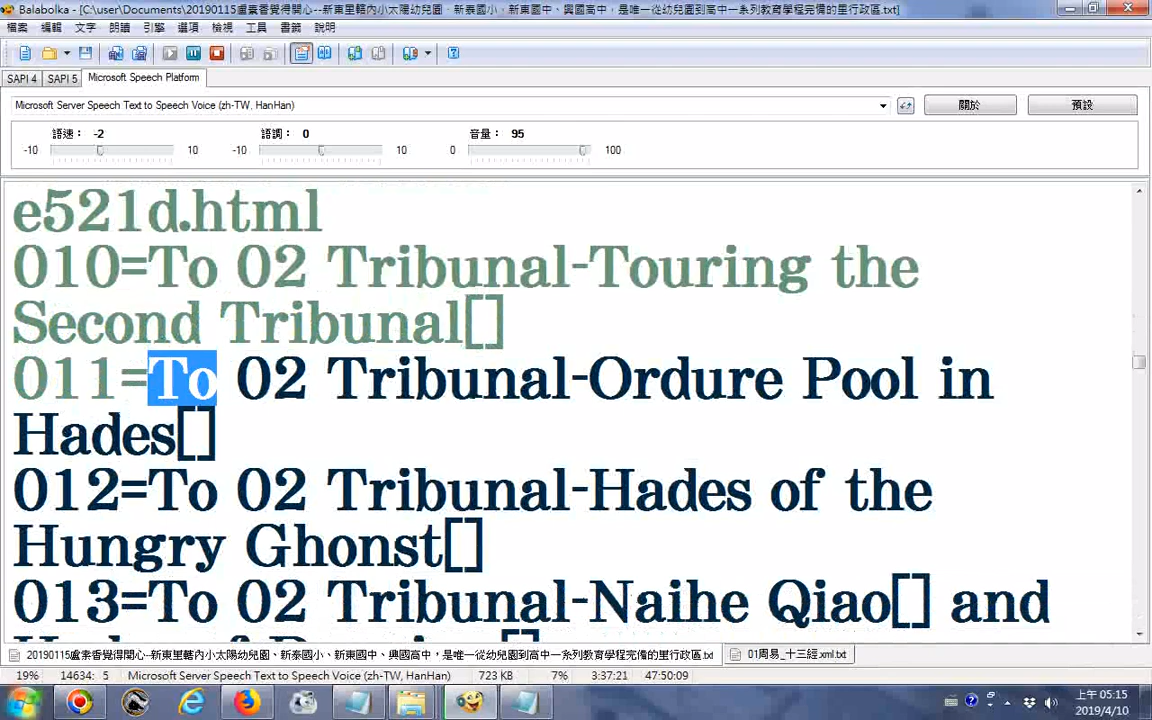 Balabolka - [C:\user\Documents\20190115盧素香覺得開心--新東里轄內小太陽幼兒園、新泰國小、新東國中、興國高中，是唯一從幼兒園到高中一系列教育學程完備的里行政區.txt]
檔案 編輯 文字 朗讀 引擎 選項 檢視 工具 書籤 說明
SAPI 4 SAPI 5 Microsoft Speech Platform
Microsoft Server Speech Text to Speech Voice (zh-TW, HanHan) 關於 預設
語速： -2 語調： 0 音量： 95
-10 10 -10 10 0 100
e521d.html
010=To 02 Tribunal-Touring the
Second Tribunal[]
011=To 02 Tribunal-Ordure Pool in
Hades[]
012=To 02 Tribunal-Hades of the
Hungry Ghonst[]
013=To 02 Tribunal-Naihe Qiao[] and
20190115盧素香覺得開心--新東里轄內小太陽幼兒園、新泰國小、新東國中、興國高中，是唯一從幼兒園到高中一系列教育學程完備的里行政區.txt 01周易_十三經.xml.txt
19% 14634: 5 Microsoft Server Speech Text to Speech Voice (zh-TW, HanHan) 723 KB 7% 3:37:21 47:50:09
上午 05:15
2019/4/10